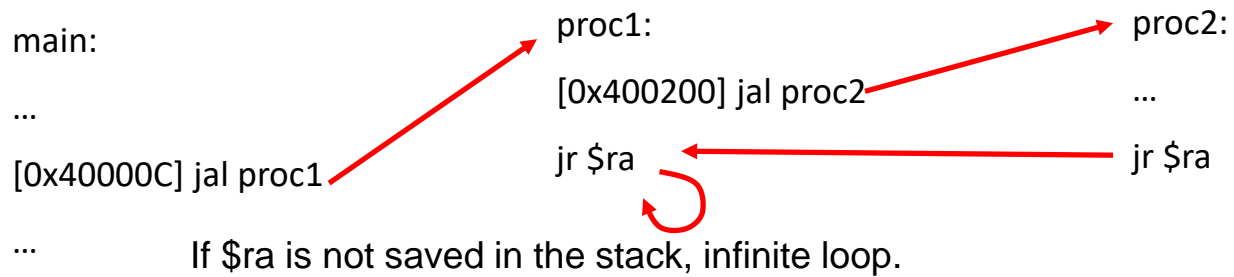 main:
…
[0x40000C] jal proc1
…
proc1:
[0x400200] jal proc2
jr $ra
proc2:
…
jr $ra
If $ra is not saved in the stack, infinite loop.